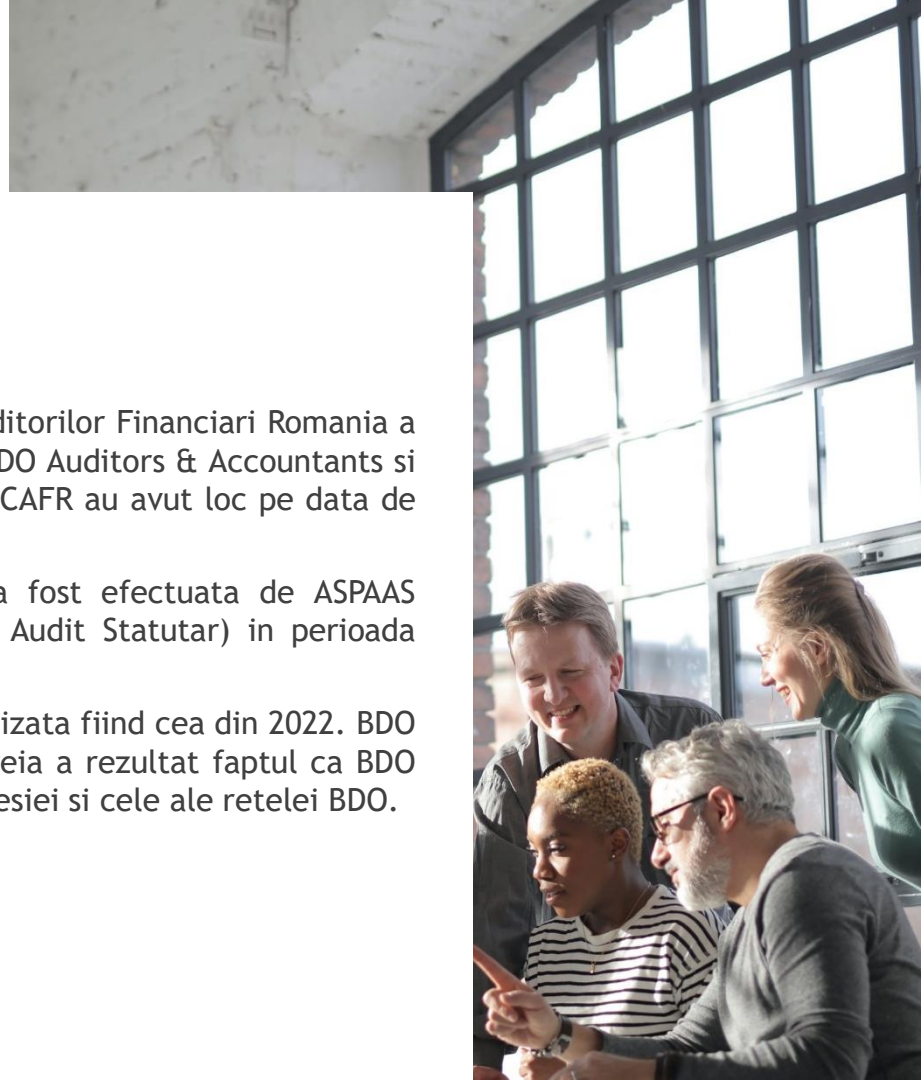 ditorilor Financiari Romania a
DO Auditors & Accountants si
CAFR au avut loc pe data de
a fost efectuata de ASPAAS
Audit Statutar) in perioada
izata fiind cea din 2022. BDO
eia a rezultat faptul ca BDO
esiei si cele ale retelei BDO.